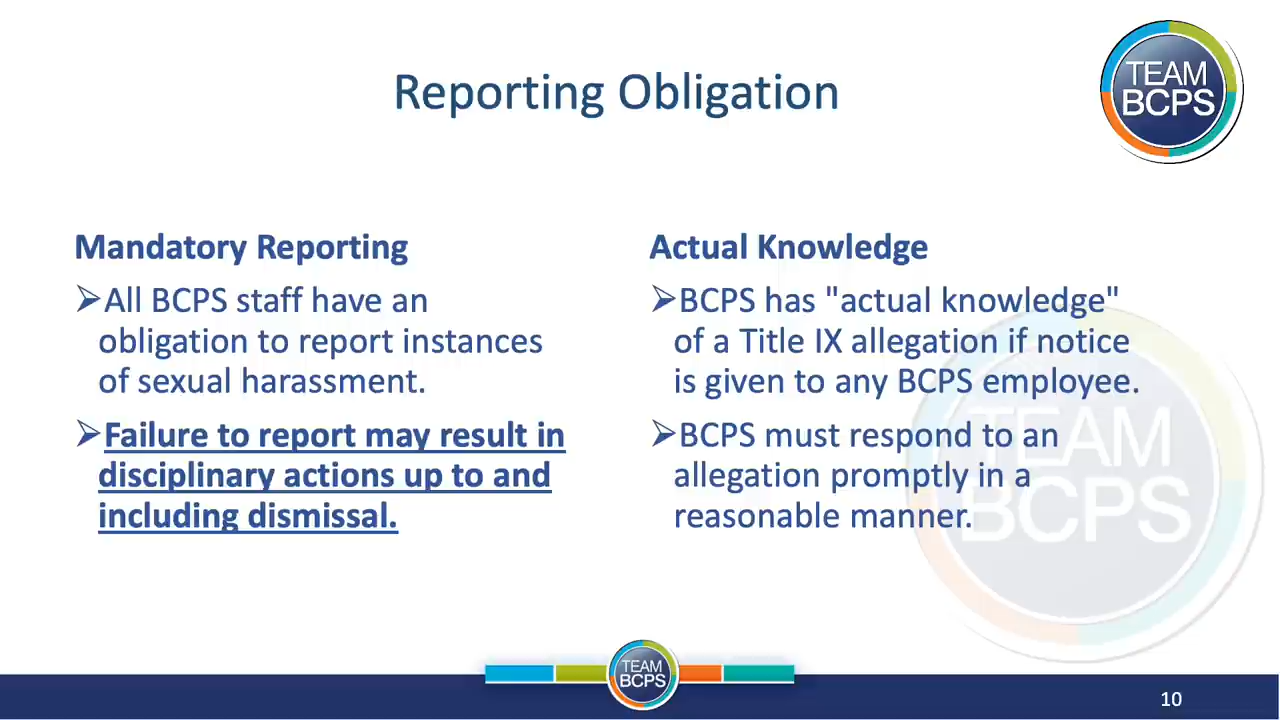 Reporting Obligation
TEAM
BCPS
Mandatory Reporting
➢All BCPS staff have an
obligation to report instances
of sexual harassment.
➢Failure to report may result in
disciplinary actions up to and
including dismissal.
Actual Knowledge
➢BCPS has "actual knowledge"
of a Title IX allegation if notice
is given to any BCPS employee.
➢BCPS must respond to an
allegation promptly in a
reasonable manner.
TEAM
BCPS
TEAM
BCPS
10